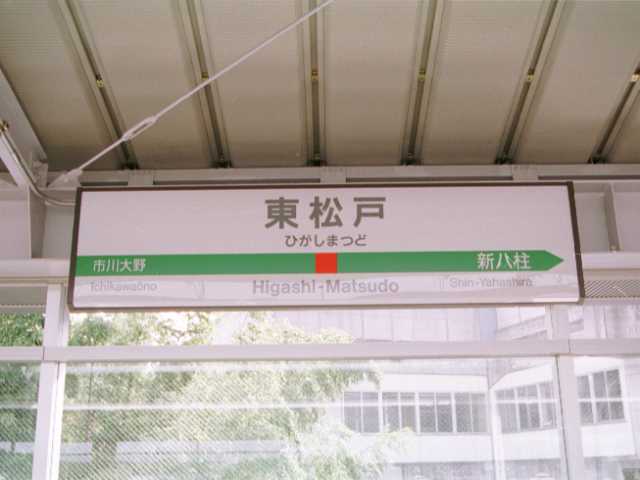 東松戸
ひがしまつど
市川大野 新八柱
Ichikawaōno Higashi-Matsudo Shin-Yahashira